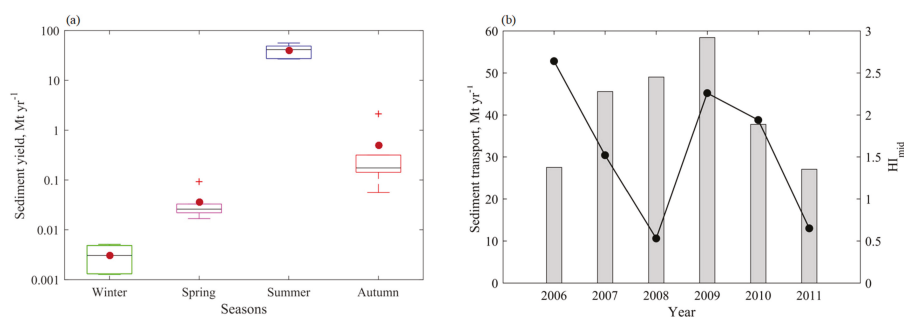 (a)
100
10
1
0.1
0.01
0.001
Sediment yield, Mt yr⁻¹
Winter Spring Summer Autumn
Seasons
(b)
60
50
40
30
20
10
0
Sediment transport, Mt yr⁻¹
3
2.5
2
1.5
1
0.5
0
HI_mid
2006 2007 2008 2009 2010 2011
Year